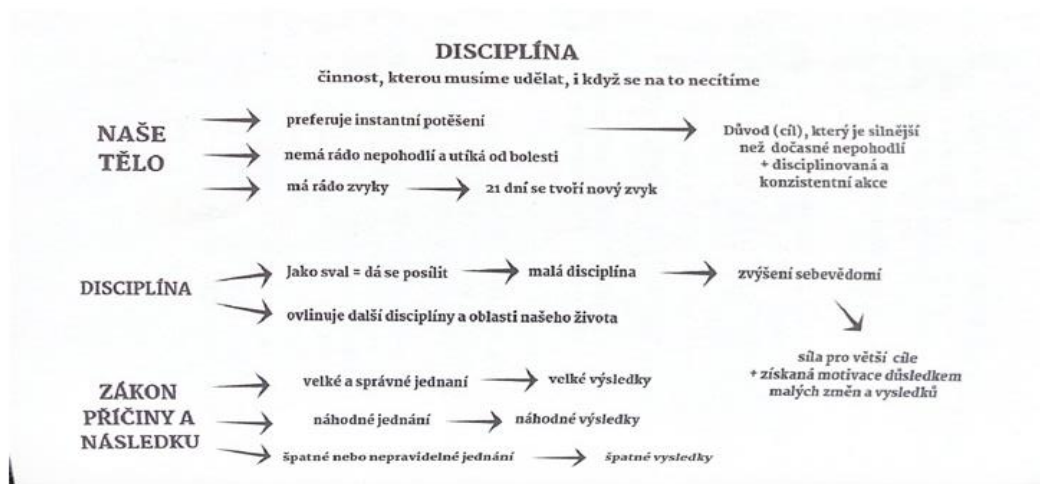 DISCIPLÍNA
činnost, kterou musíme udělat, i když se na to necítíme
NAŠE
TĚLO
preferuje instantní potěšení
nemá rádo nepohodlí a utíká od bolesti
má rádo zvyky
21 dní se tvoří nový zvyk
Důvod (cíl), který je silnější
než dočasné nepohodlí
+ disciplinovaná a
konzistentní akce
DISCIPLÍNA
Jako sval = dá se posílit
malá disciplína
zvýšení sebevědomí
ovlinuje další disciplíny a oblasti našeho života
síla pro větší cíle
+ získaná motivace důsledkem
malých změn a vysledků
ZÁKON
PŘÍČINY A
NÁSLEDKU
velké a správné jednaní
velké výsledky
náhodné jednání
náhodné výsledky
špatné nebo nepravidelné jednání
špatné vysledky